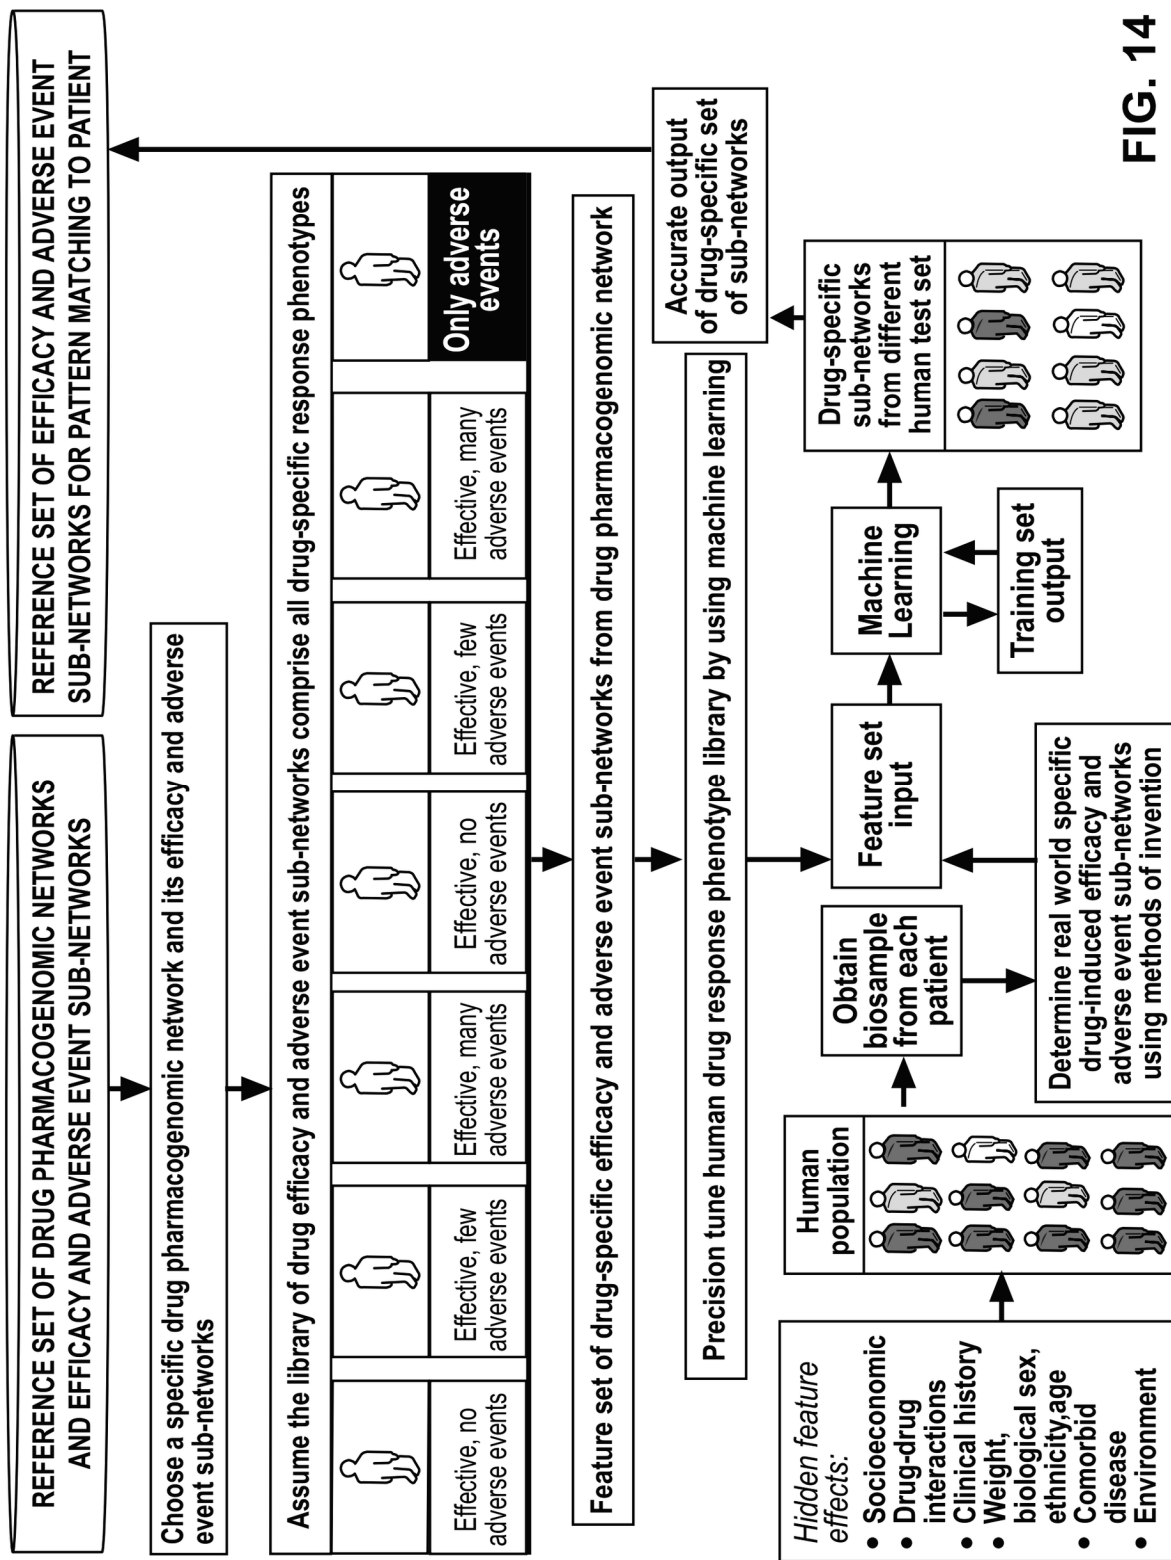 REFERENCE SET OF DRUG PHARMACOGENOMIC NETWORKS
AND EFFICACY AND ADVERSE EVENT SUB-NETWORKS
REFERENCE SET OF EFFICACY AND ADVERSE EVENT
SUB-NETWORKS FOR PATTERN MATCHING TO PATIENT
Choose a specific drug pharmacogenomic network and its efficacy and adverse
event sub-networks
Assume the library of drug efficacy and adverse event sub-networks comprise all drug-specific response phenotypes
Effective, no
adverse events
Effective, few
adverse events
Effective, many
adverse events
Effective, no
adverse events
Effective, few
adverse events
Effective, many
adverse events
Only adverse
events
Feature set of drug-specific efficacy and adverse event sub-networks from drug pharmacogenomic network
Precision tune human drug response phenotype library by using machine learning
Accurate output
of drug-specific set
of sub-networks
Hidden feature
effects:
• Socioeconomic
• Drug-drug
interactions
• Clinical history
• Weight,
biological sex,
ethnicity,age
• Comorbid
disease
• Environment
Human
population
Obtain
biosample
from each
patient
Determine real world specific
drug-induced efficacy and
adverse event sub-networks
using methods of invention
Feature set
input
Machine
Learning
Training set
output
Drug-specific
sub-networks
from different
human test set
FIG. 14